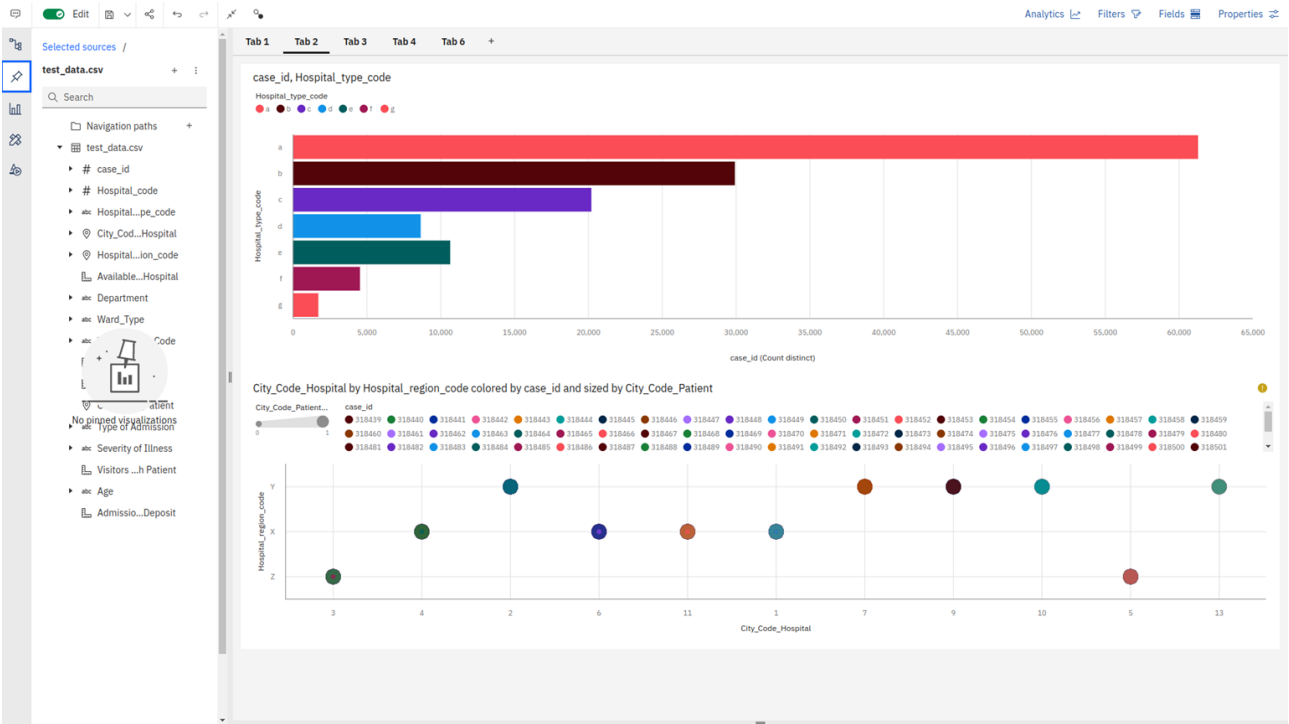 Edit
Analytics Filters Fields Properties
Selected sources /
test_data.csv
Search
Navigation paths
test_data.csv
# case_id
# Hospital_code
abc Hospital...pe_code
City_Cod...Hospital
Hospital...ion_code
Available...Hospital
abc Department
abc Ward_Type
abc Code
atient
No pinned visualizations
abc Type of Admission
abc Severity of Illness
Visitors ...h Patient
abc Age
Admissio...Deposit
Tab 1 Tab 2 Tab 3 Tab 4 Tab 6 +
case_id, Hospital_type_code
Hospital_type_code
a b c d e f g
Hospital_type_code
a
b
c
d
e
f
g
0 5,000 10,000 15,000 20,000 25,000 30,000 35,000 40,000 45,000 50,000 55,000 60,000 65,000
case_id (Count distinct)
City_Code_Hospital by Hospital_region_code colored by case_id and sized by City_Code_Patient
City_Code_Patient...
0 1
case_id
318439 318440 318441 318442 318443 318444 318445 318446 318447 318448 318449 318450 318451 318452 318453 318454 318455 318456 318457 318458 318459
318460 318461 318462 318463 318464 318465 318466 318467 318468 318469 318470 318471 318472 318473 318474 318475 318476 318477 318478 318479 318480
318481 318482 318483 318484 318485 318486 318487 318488 318489 318490 318491 318492 318493 318494 318495 318496 318497 318498 318499 318500 318501
Hospital_region_code
Y
X
Z
3 4 2 6 11 1 7 9 10 5 13
City_Code_Hospital